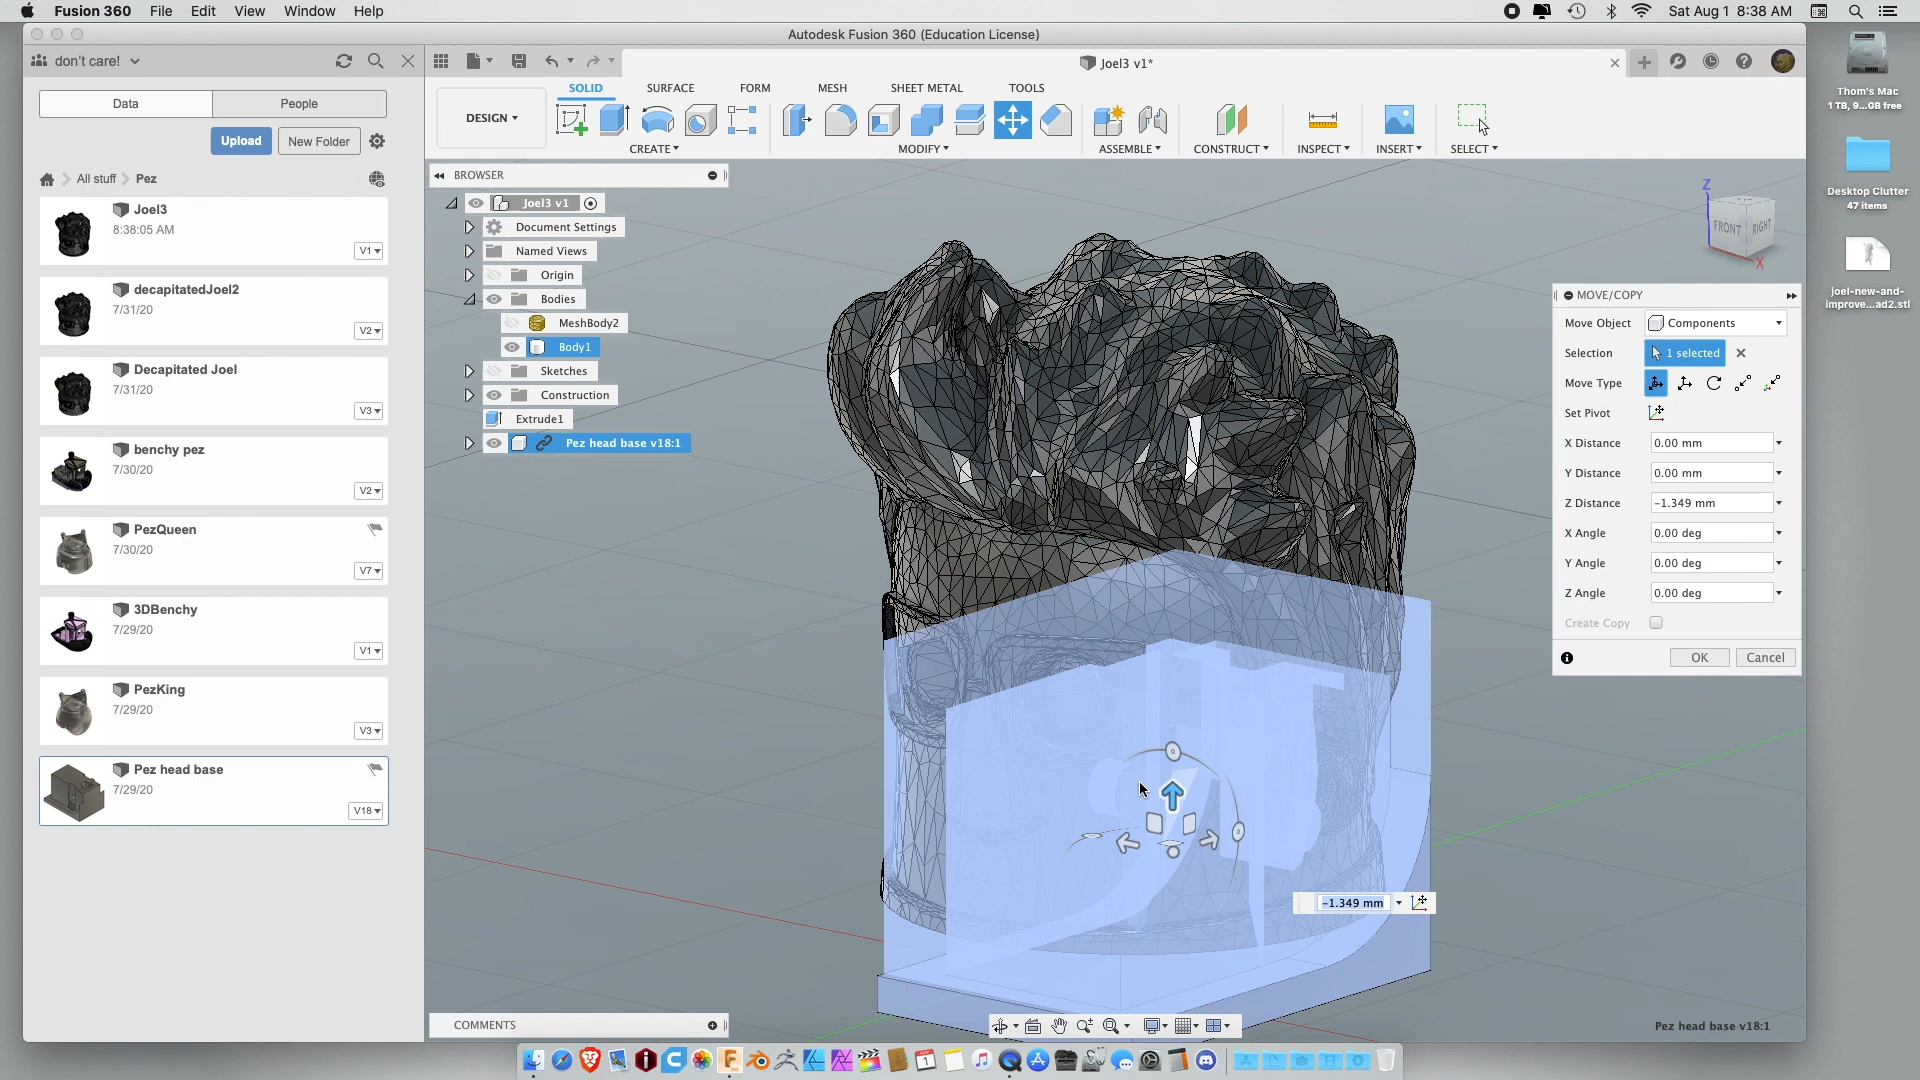 Fusion 360 File Edit View Window Help
Sat Aug 1 8:38 AM
Autodesk Fusion 360 (Education License)
don't care!
Joel3 v1*
Data People
Upload New Folder
All stuff Pez
Joel3
8:38:05 AM
V1
decapitatedJoel2
7/31/20
V2
Decapitated Joel
7/31/20
V3
benchy pez
7/30/20
V2
PezQueen
7/30/20
V7
3DBenchy
7/29/20
V1
PezKing
7/29/20
V3
Pez head base
7/29/20
V18
SOLID SURFACE FORM MESH SHEET METAL TOOLS
DESIGN
CREATE MODIFY ASSEMBLE CONSTRUCT INSPECT INSERT SELECT
BROWSER
Joel3 v1
Document Settings
Named Views
Origin
Bodies
MeshBody2
Body1
Sketches
Construction
Extrude1
Pez head base v18:1
Z
FRONT RIGHT
X
MOVE/COPY
Move Object Components
Selection 1 selected
Move Type
Set Pivot
X Distance 0.00 mm
Y Distance 0.00 mm
Z Distance -1.349 mm
X Angle 0.00 deg
Y Angle 0.00 deg
Z Angle 0.00 deg
Create Copy
OK Cancel
-1.349 mm
COMMENTS
Pez head base v18:1
Thom's Mac
1 TB, 9...GB free
Desktop Clutter
47 items
joel-new-and-
improve...ad2.stl